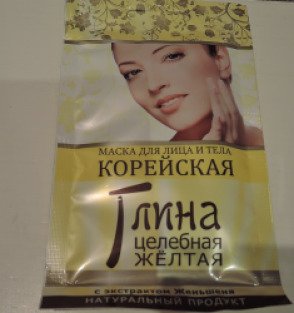 МАСКА ДЛЯ ЛИЦА И ТЕЛА
КОРЕЙСКАЯ
Глина
целебная
ЖЁЛТАЯ
с экстрактом Женьшеня
НАТУРАЛЬНЫЙ ПРОДУКТ